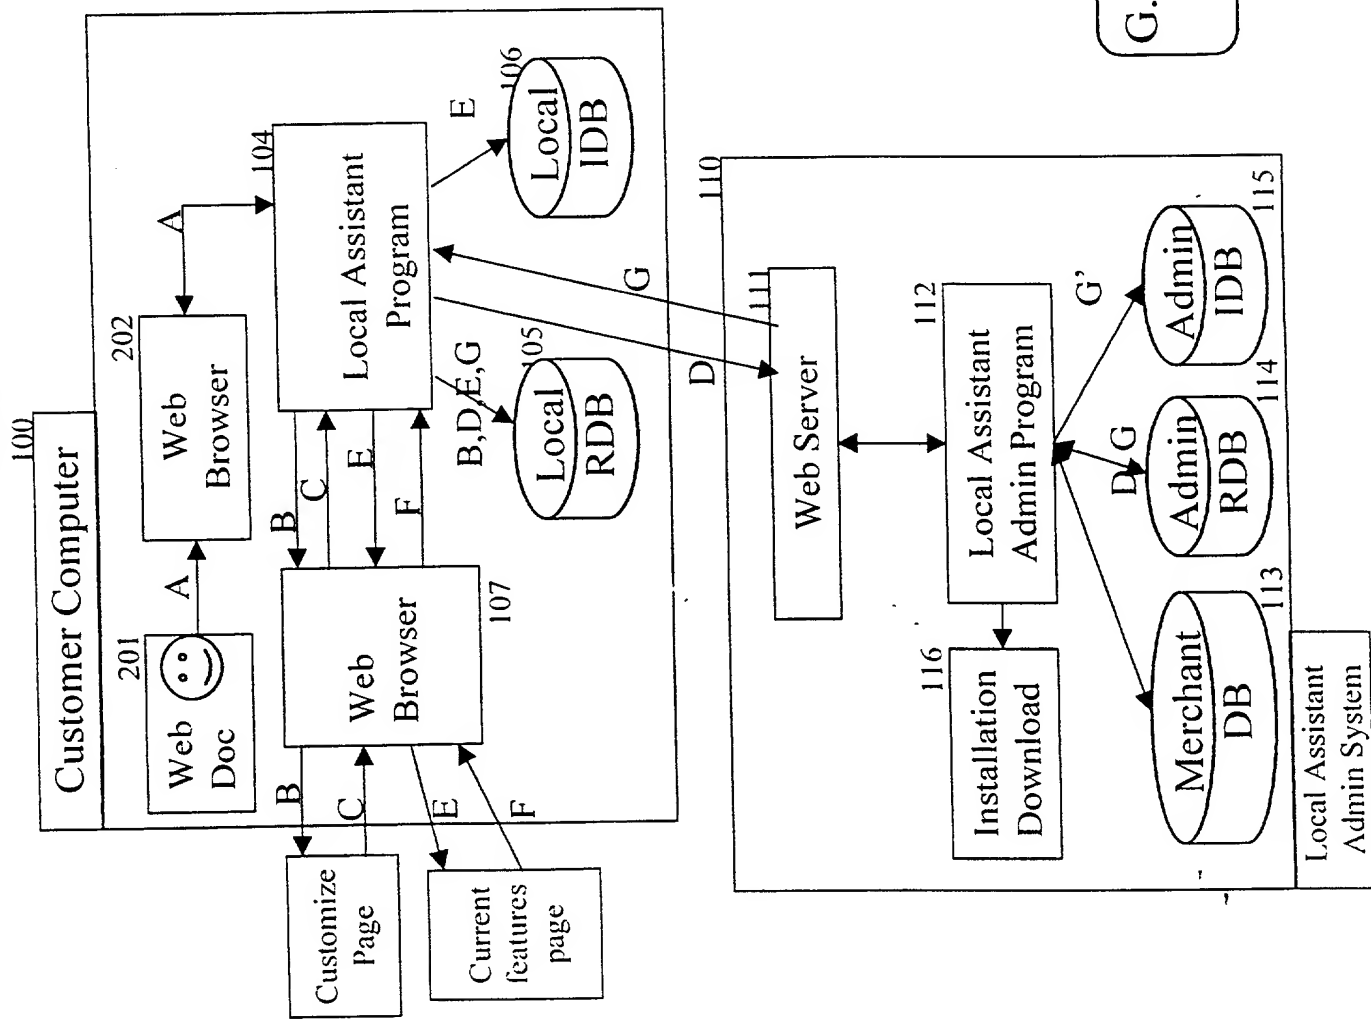 100
Customer Computer
201
Web
Doc
A
202
Web
Browser
A
104
Local Assistant
Program
B
C
E
F
Web
Browser
107
B
C
E
F
Customize
Page
Current
features
page
B,D,E,G
105
Local
RDB
E
106
Local
IDB
D
G
110
111
Web Server
112
Local Assistant
Admin Program
116
Installation
Download
G'
D, G
113
Merchant
DB
114
Admin
RDB
115
Admin
IDB
Local Assistant
Admin System
G.